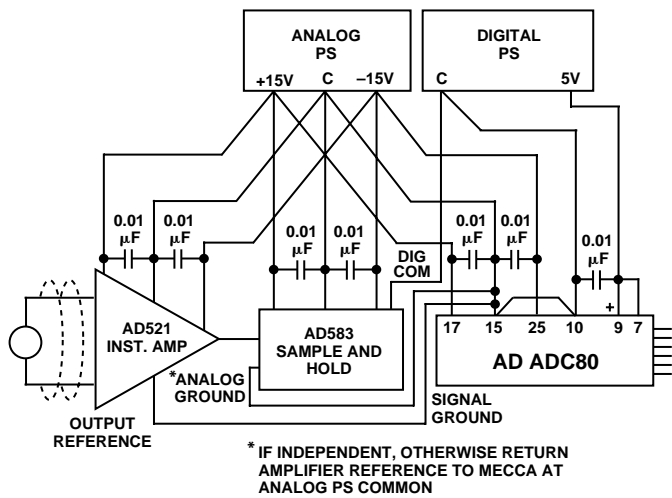 ANALOG
PS
+15V C –15V
DIGITAL
PS
C 5V
0.01
µF
0.01
µF
0.01
µF
0.01
µF
0.01
µF
0.01
µF
0.01
µF
DIG
COM
AD521
INST. AMP
AD583
SAMPLE AND
HOLD
17 15 25 10 + 9 7
AD ADC80
*ANALOG
GROUND
SIGNAL
GROUND
OUTPUT
REFERENCE
* IF INDEPENDENT, OTHERWISE RETURN
AMPLIFIER REFERENCE TO MECCA AT
ANALOG PS COMMON